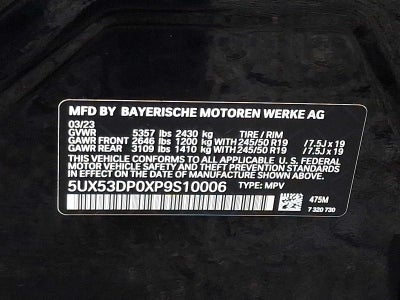 MFD BY BAYERISCHE MOTOREN WERKE AG
03/23
GVWR 5357 lbs 2430 kg TIRE / RIM
GAWR FRONT 2646 lbs 1200 kg WITH 245/50 R19 /7.5J x 19
GAWR REAR 3109 lbs 1410 kg WITH 245/50 R19 /7.5J x 19
THIS VEHICLE CONFORMS TO ALL APPLICABLE U. S. FEDERAL
MOTOR VEHICLE SAFETY AND THEFT PREVENTION STANDARDS
IN EFFECT ON THE DATE OF MANUFACTURE SHOWN ABOVE.
5UX53DP0XP9S10006 TYPE: MPV
475M
7 320 730